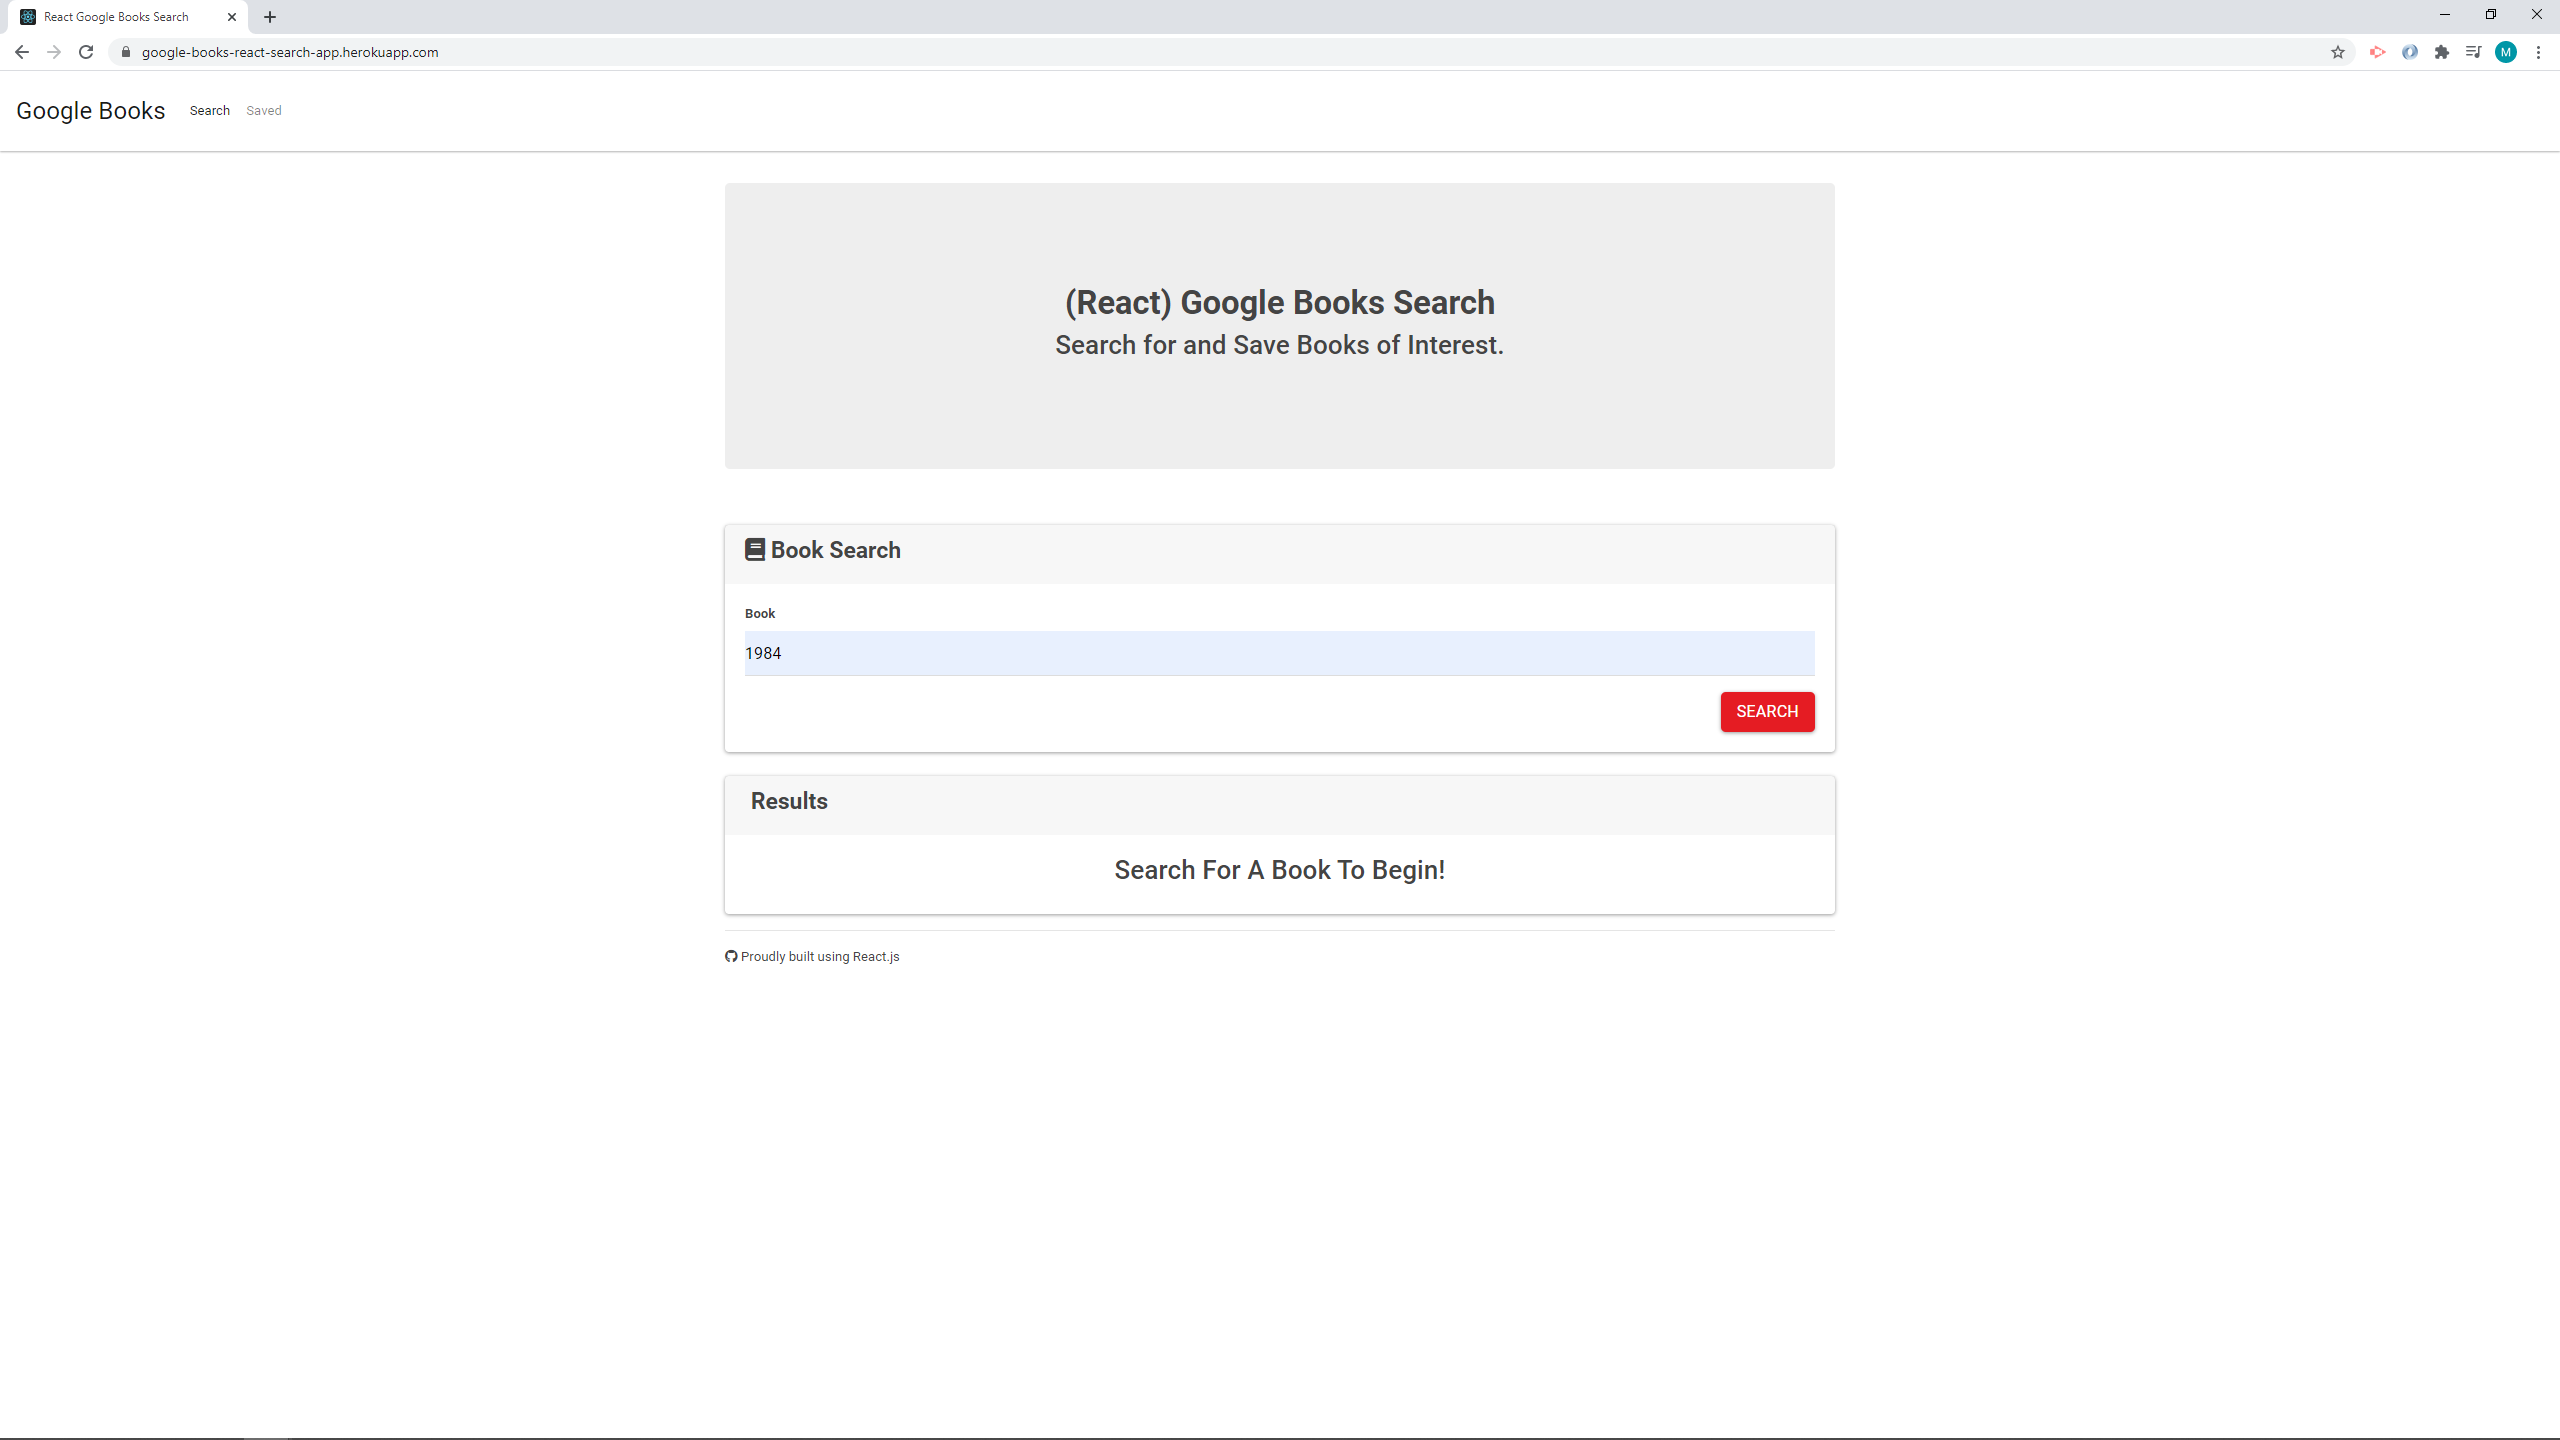 React Google Books Search
google-books-react-search-app.herokuapp.com
M
Google Books Search Saved
(React) Google Books Search
Search for and Save Books of Interest.
Book Search
Book
1984
SEARCH
Results
Search For A Book To Begin!
Proudly built using React.js